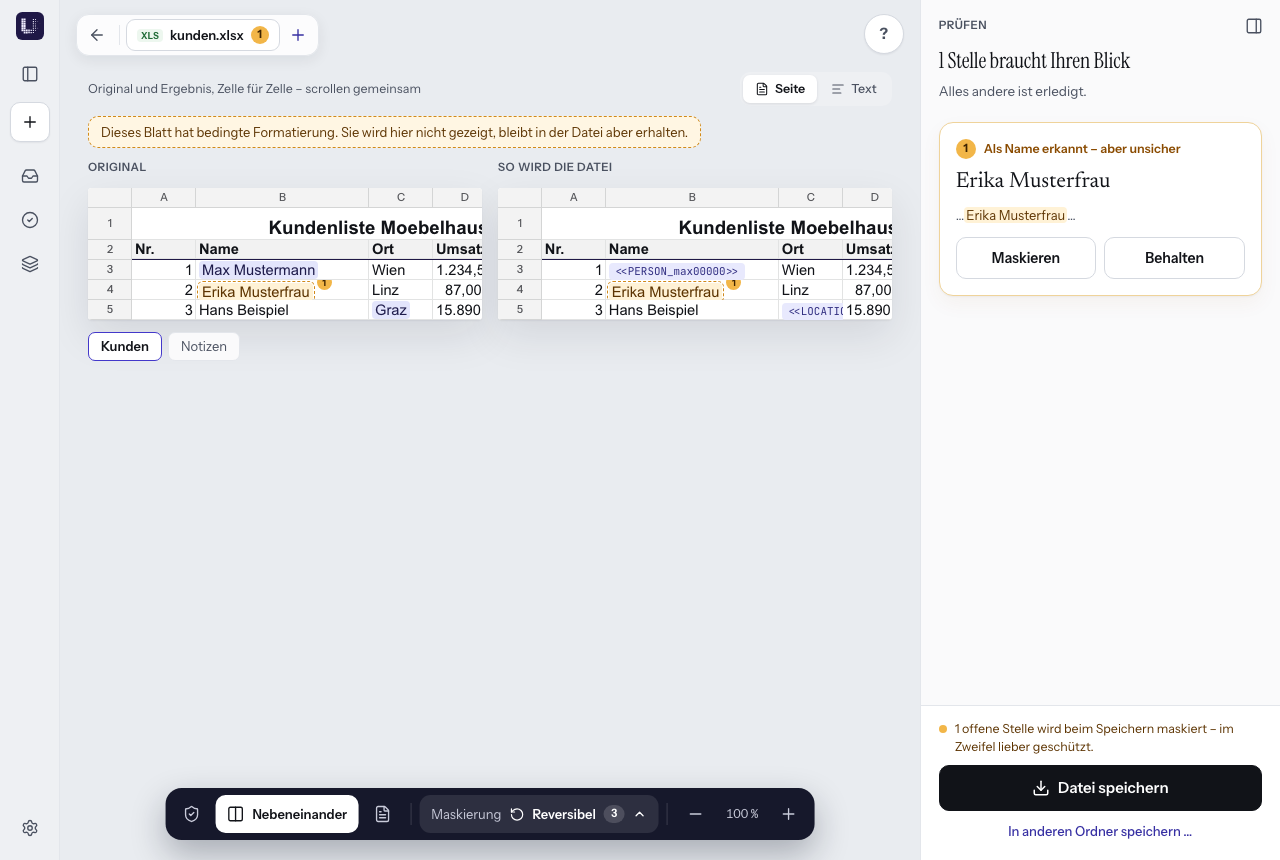 XLS kunden.xlsx 1
?
Original und Ergebnis, Zelle für Zelle – scrollen gemeinsam
Seite
Text
Dieses Blatt hat bedingte Formatierung. Sie wird hier nicht gezeigt, bleibt in der Datei aber erhalten.
ORIGINAL
A B C D
1 Kundenliste Moebelhaus
2 Nr. Name Ort Umsatz
3 1 Max Mustermann Wien 1.234,5
4 2 Erika Musterfrau 1 Linz 87,00
5 3 Hans Beispiel Graz 15.890
SO WIRD DIE DATEI
A B C D
1 Kundenliste Moebelhaus
2 Nr. Name Ort Umsatz
3 1 <<PERSON_max00000>> Wien 1.234,5
4 2 Erika Musterfrau 1 Linz 87,00
5 3 Hans Beispiel <<LOCATIO 15.890
Kunden
Notizen
Nebeneinander
Maskierung Reversibel 3
100 %
PRÜFEN
1 Stelle braucht Ihren Blick
Alles andere ist erledigt.
1 Als Name erkannt – aber unsicher
Erika Musterfrau
… Erika Musterfrau …
Maskieren
Behalten
1 offene Stelle wird beim Speichern maskiert – im
Zweifel lieber geschützt.
Datei speichern
In anderen Ordner speichern …